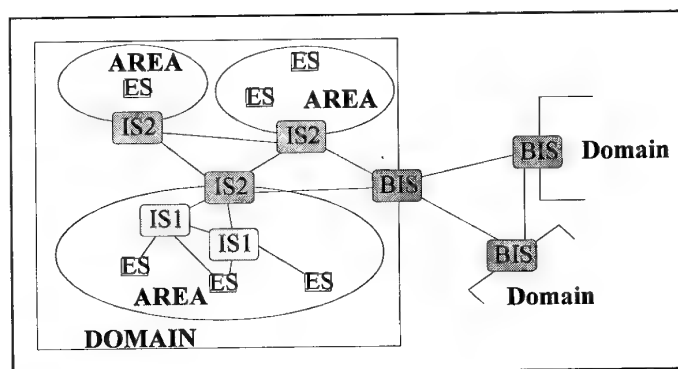 AREA
ES
ES
ES
AREA
IS2
IS2
BIS
Domain
IS2
BIS
IS1
IS1
BIS
ES
ES
ES
AREA
Domain
DOMAIN